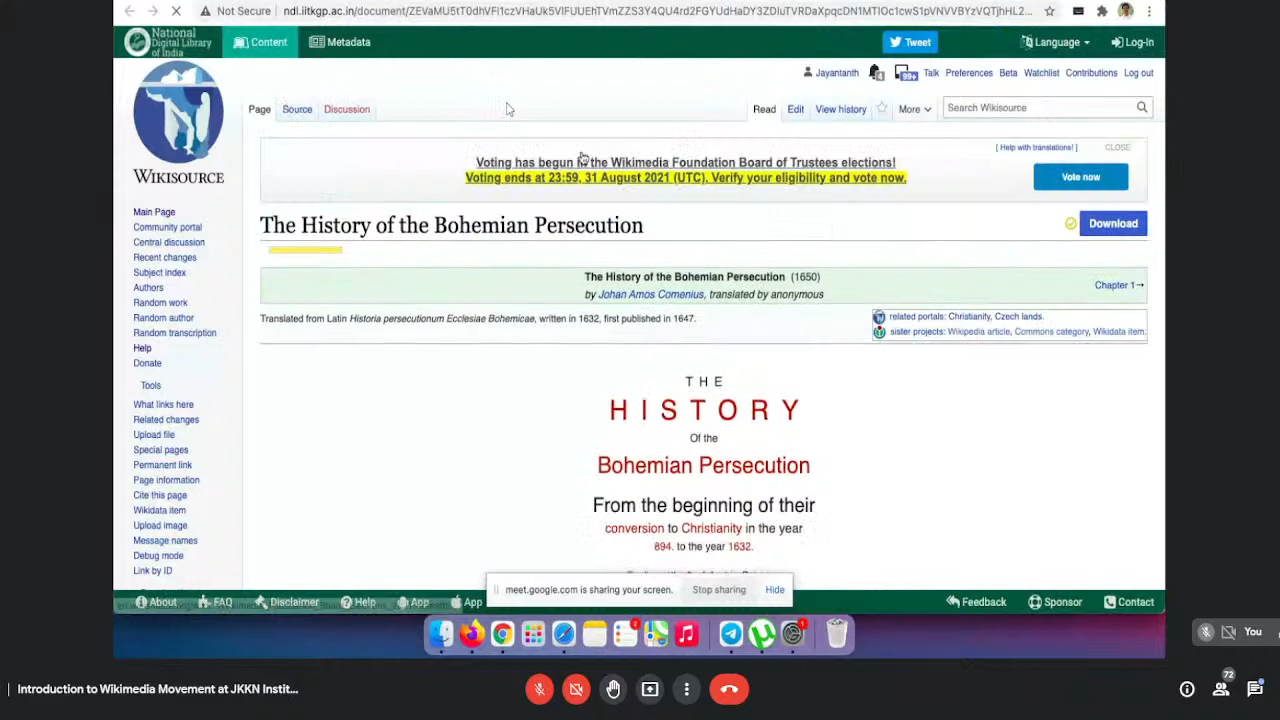 Not Secure ndl.iitkgp.ac.in/document/
National
Digital Library
of India
Content
Metadata
Tweet
Language
Log-In
Jayantanth
99+
Talk
Preferences
Beta
Watchlist
Contributions
Log out
Page
Source
Discussion
Read
Edit
View history
More
Search Wikisource
WIKISOURCE
[ Help with translations! ]
CLOSE
Voting has begun in the Wikimedia Foundation Board of Trustees elections!
Voting ends at 23:59, 31 August 2021 (UTC). Verify your eligibility and vote now.
Vote now
Main Page
Community portal
Central discussion
Recent changes
Subject index
Authors
Random work
Random author
Random transcription
Help
Donate
Tools
What links here
Related changes
Upload file
Special pages
Permanent link
Page information
Cite this page
Wikidata item
Upload image
Message names
Debug mode
Link by ID
The History of the Bohemian Persecution
Download
The History of the Bohemian Persecution (1650)
by Johan Amos Comenius, translated by anonymous
Chapter 1→
Translated from Latin Historia persecutionum Ecclesiae Bohemicae, written in 1632, first published in 1647.
related portals: Christianity, Czech lands.
sister projects: Wikipedia article, Commons category, Wikidata item.
THE
HISTORY
Of the
Bohemian Persecution
From the beginning of their
conversion to Christianity in the year
894. to the year 1632.
meet.google.com is sharing your screen.
Stop sharing
Hide
About
FAQ
Disclaimer
Help
App
App
Feedback
Sponsor
Contact
2
1
You
Introduction to Wikimedia Movement at JKKN Instit...
72